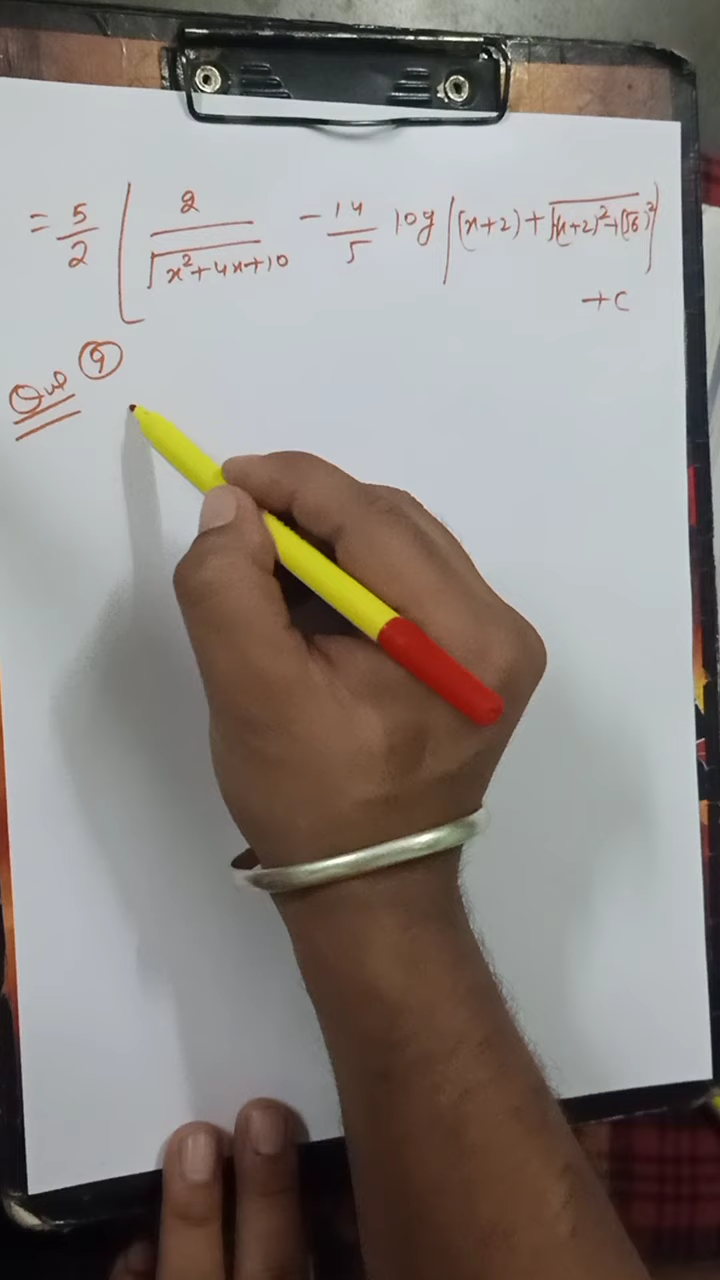 = 5/2 [ 2/√x²+4x+10 - 14/5 log |(x+2) + √(x+2)²+(√6)²|
+C
Que 9